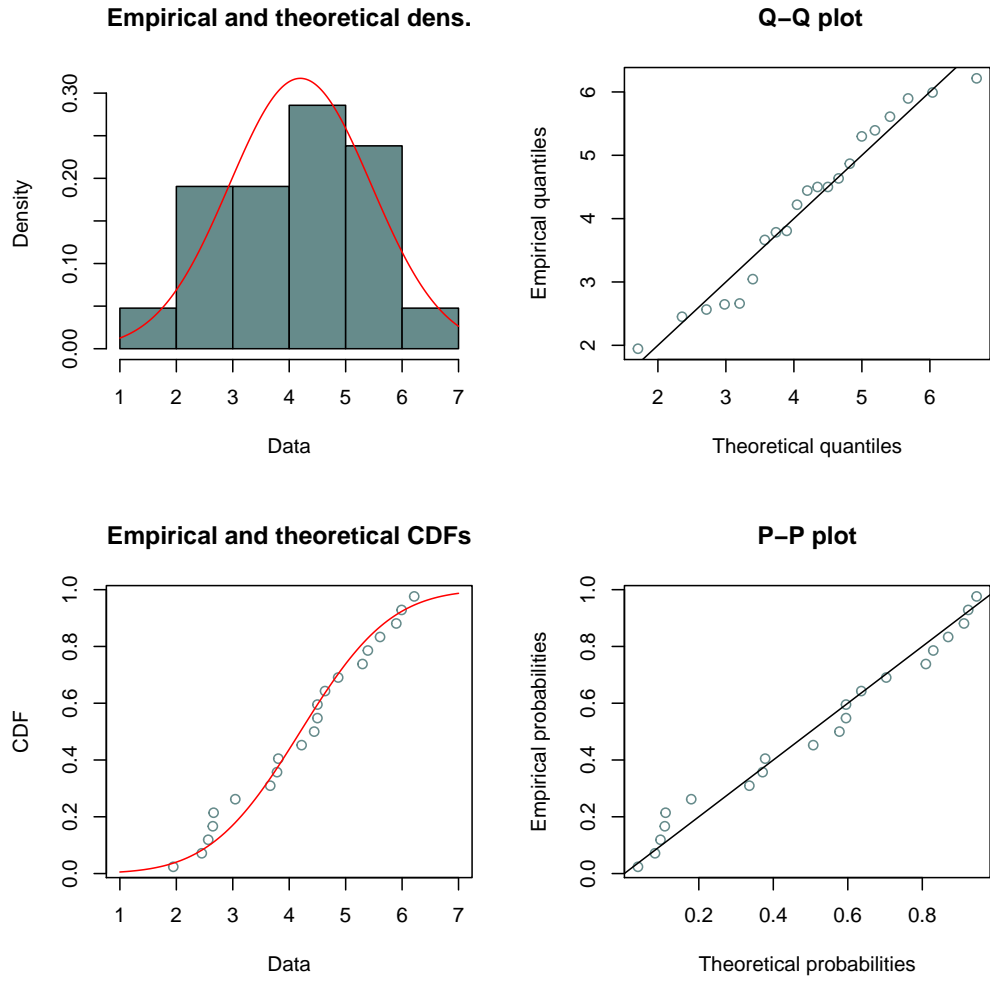 Empirical and theoretical dens.
Density
0.00 0.10 0.20 0.30
1 2 3 4 5 6 7
Data
Q−Q plot
Empirical quantiles
2 3 4 5 6
2 3 4 5 6
Theoretical quantiles
Empirical and theoretical CDFs
CDF
0.0 0.2 0.4 0.6 0.8 1.0
1 2 3 4 5 6 7
Data
P−P plot
Empirical probabilities
0.0 0.2 0.4 0.6 0.8 1.0
0.2 0.4 0.6 0.8
Theoretical probabilities